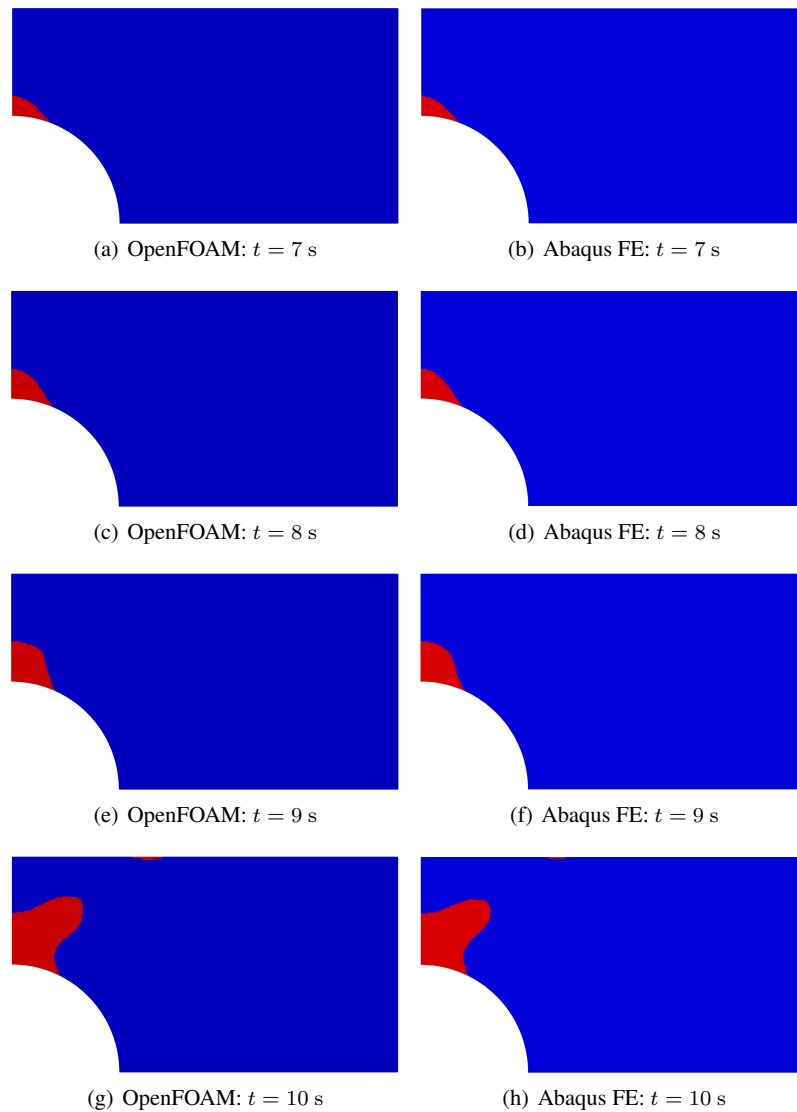 (a) OpenFOAM: t = 7 s
(b) Abaqus FE: t = 7 s
(c) OpenFOAM: t = 8 s
(d) Abaqus FE: t = 8 s
(e) OpenFOAM: t = 9 s
(f) Abaqus FE: t = 9 s
(g) OpenFOAM: t = 10 s
(h) Abaqus FE: t = 10 s